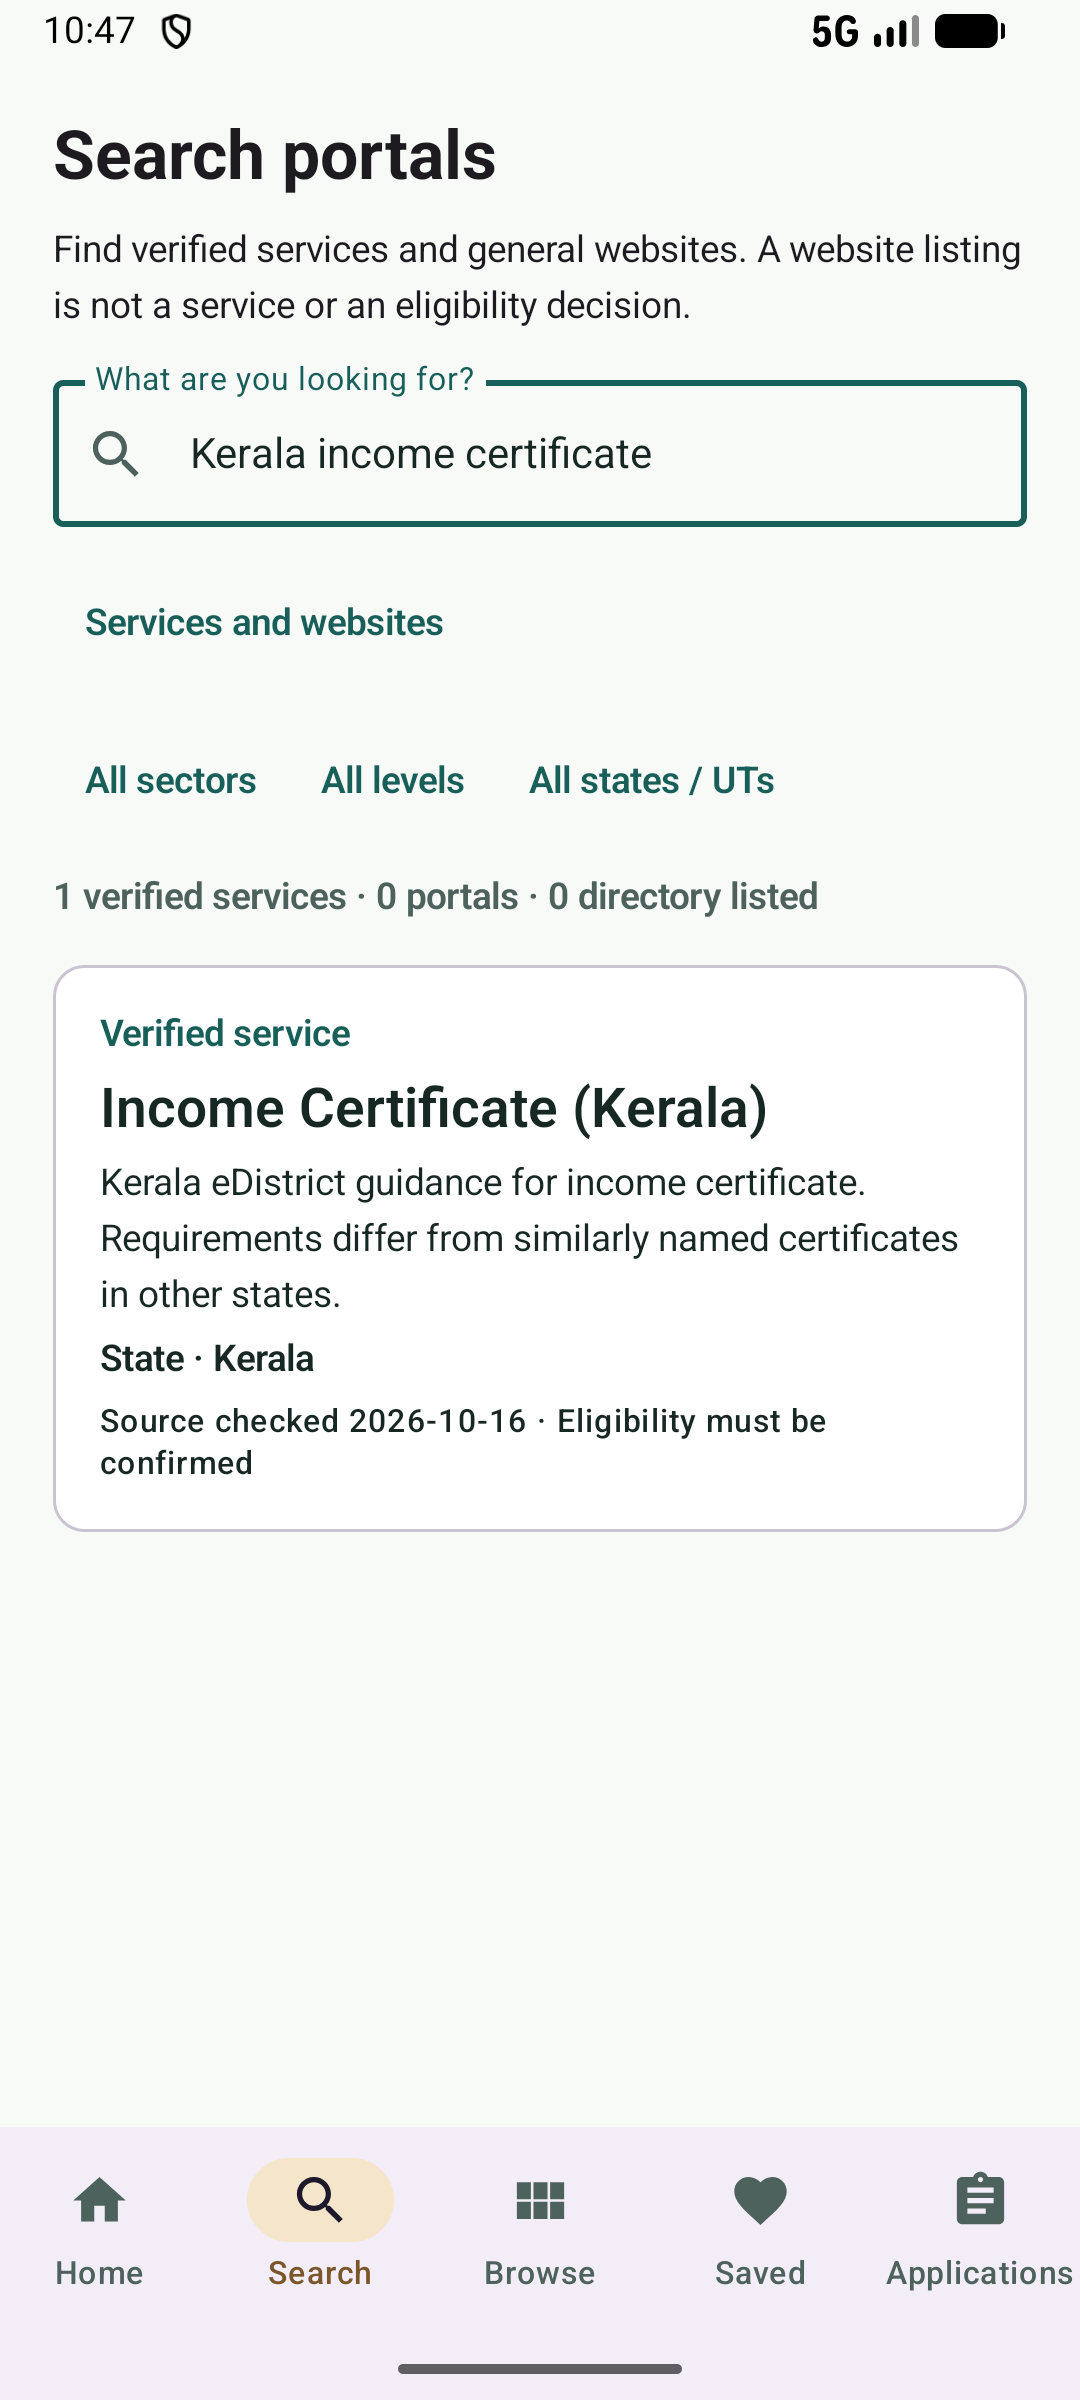 10:47
5G
Search portals
Find verified services and general websites. A website listing
is not a service or an eligibility decision.
What are you looking for?
Kerala income certificate
Services and websites
All sectors All levels All states / UTs
1 verified services · 0 portals · 0 directory listed
Verified service
Income Certificate (Kerala)
Kerala eDistrict guidance for income certificate.
Requirements differ from similarly named certificates
in other states.
State · Kerala
Source checked 2026-10-16 · Eligibility must be
confirmed
Home Search Browse Saved Applications